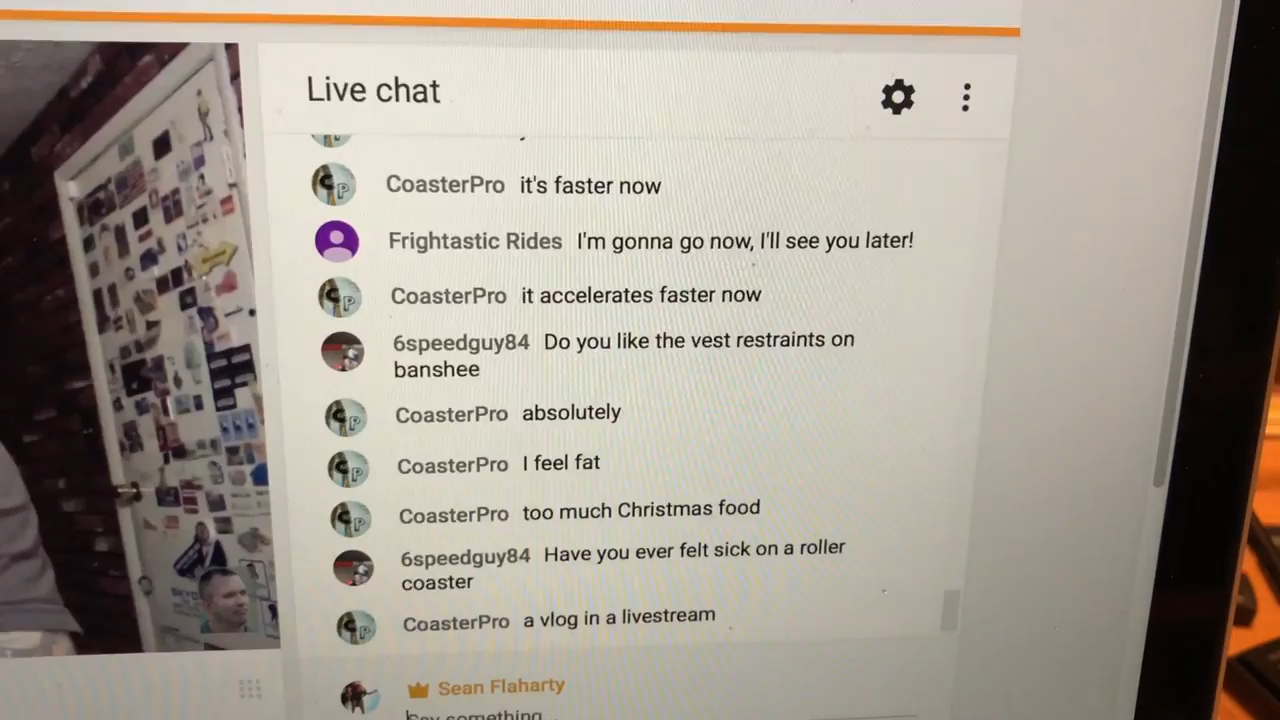 Live chat
CoasterPro it's faster now
Frightastic Rides I'm gonna go now, I'll see you later!
CoasterPro it accelerates faster now
6speedguy84 Do you like the vest restraints on
banshee
CoasterPro absolutely
CoasterPro I feel fat
CoasterPro too much Christmas food
6speedguy84 Have you ever felt sick on a roller
coaster
CoasterPro a vlog in a livestream
Sean Flaharty
Say something...